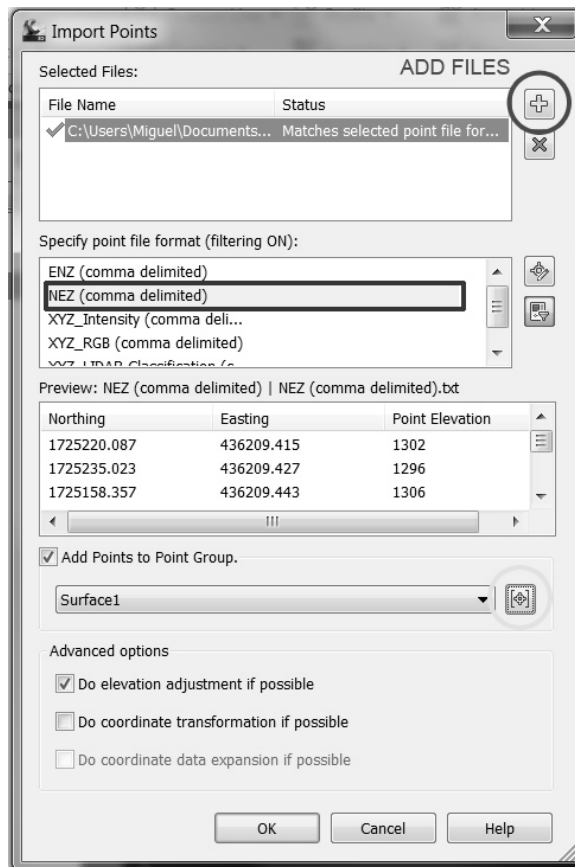 Import Points
Selected Files: ADD FILES
File Name Status
C:\Users\Miguel\Documents... Matches selected point file for...
Specify point file format (filtering ON):
ENZ (comma delimited)
NEZ (comma delimited)
XYZ_Intensity (comma deli...
XYZ_RGB (comma delimited)
XYZ_LIDAR Classification (c...
Preview: NEZ (comma delimited) | NEZ (comma delimited).txt
Northing Easting Point Elevation
1725220.087 436209.415 1302
1725235.023 436209.427 1296
1725158.357 436209.443 1306
Add Points to Point Group.
Surface1
Advanced options
Do elevation adjustment if possible
Do coordinate transformation if possible
Do coordinate data expansion if possible
OK Cancel Help